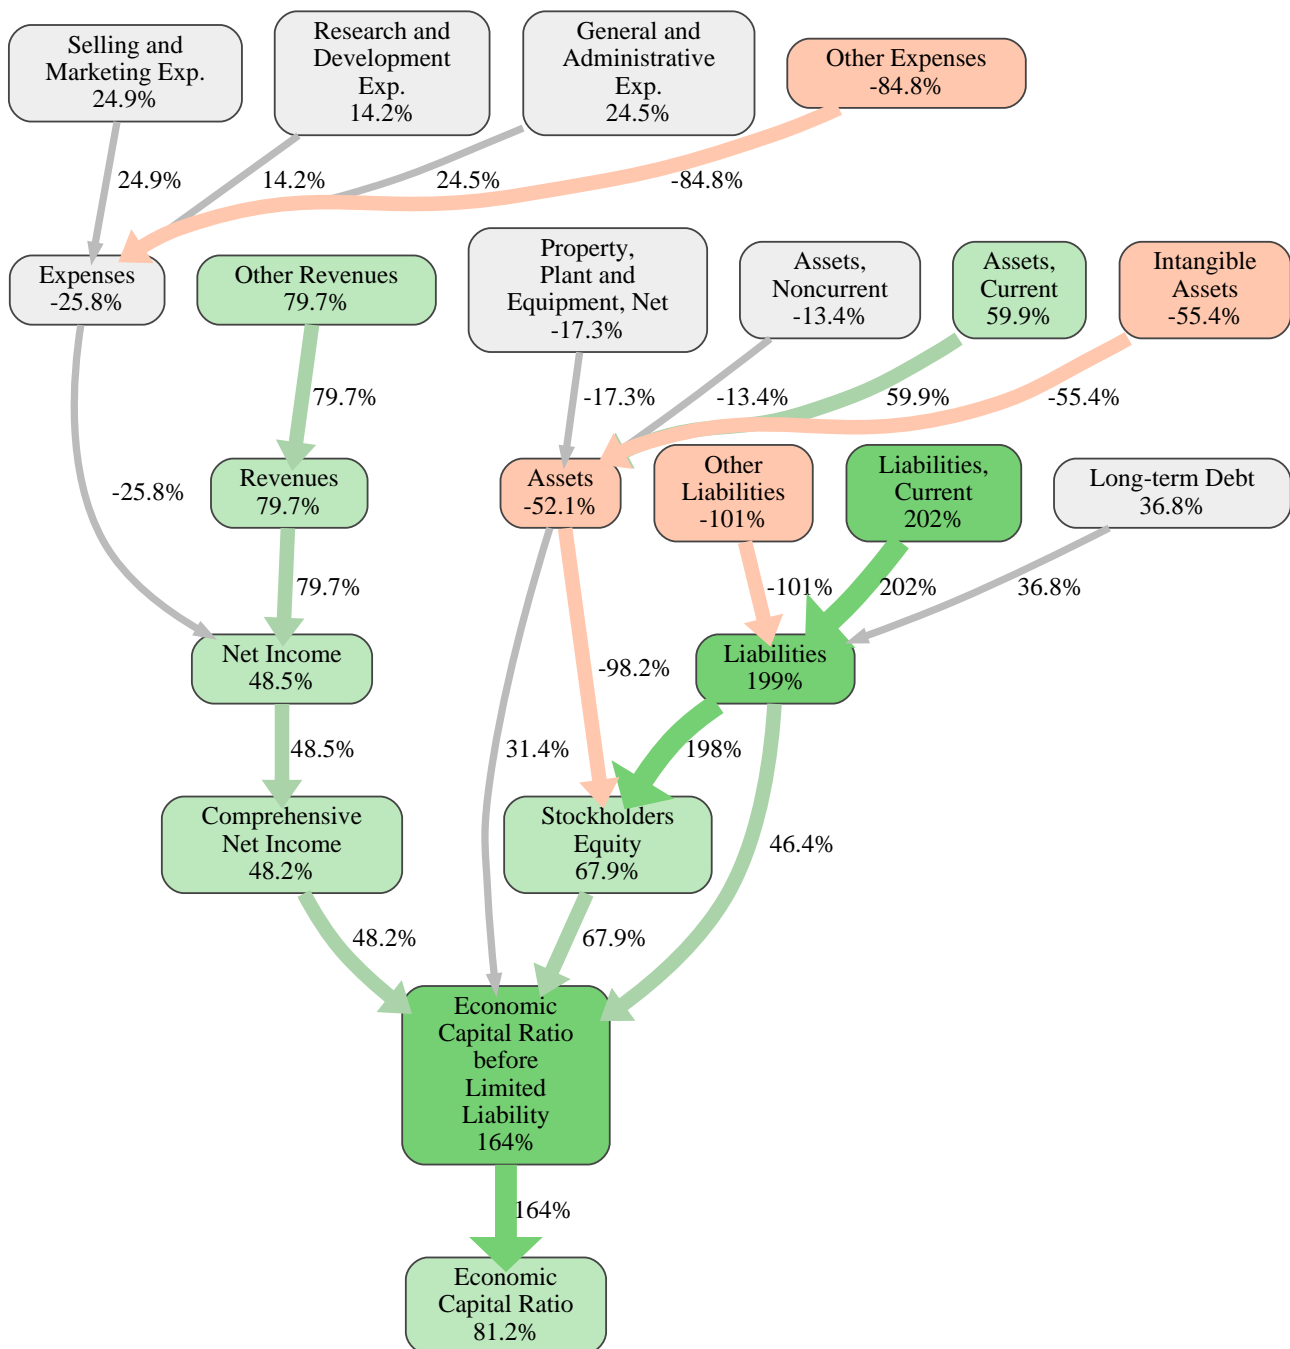 Selling and
Marketing Exp.
24.9%
Research and
Development
Exp.
14.2%
General and
Administrative
Exp.
24.5%
Other Expenses
-84.8%
24.9%
14.2%
24.5%
-84.8%
Expenses
-25.8%
Other Revenues
79.7%
Property,
Plant and
Equipment, Net
-17.3%
Assets,
Noncurrent
-13.4%
Assets,
Current
59.9%
Intangible
Assets
-55.4%
79.7%
-17.3%
-13.4%
59.9%
-55.4%
-25.8%
Revenues
79.7%
Assets
-52.1%
Other
Liabilities
-101%
Liabilities,
Current
202%
Long-term Debt
36.8%
79.7%
-101%
202%
36.8%
Net Income
48.5%
-98.2%
Liabilities
199%
48.5%
31.4%
198%
Comprehensive
Net Income
48.2%
Stockholders
Equity
67.9%
46.4%
48.2%
67.9%
Economic
Capital Ratio
before
Limited
Liability
164%
164%
Economic
Capital Ratio
81.2%